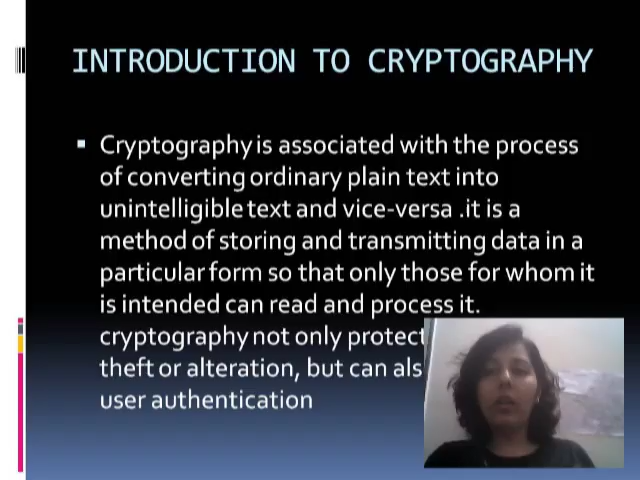 INTRODUCTION TO CRYPTOGRAPHY
Cryptography is associated with the process
of converting ordinary plain text into
unintelligible text and vice-versa .it is a
method of storing and transmitting data in a
particular form so that only those for whom it
is intended can read and process it.
cryptography not only protect
theft or alteration, but can als
user authentication